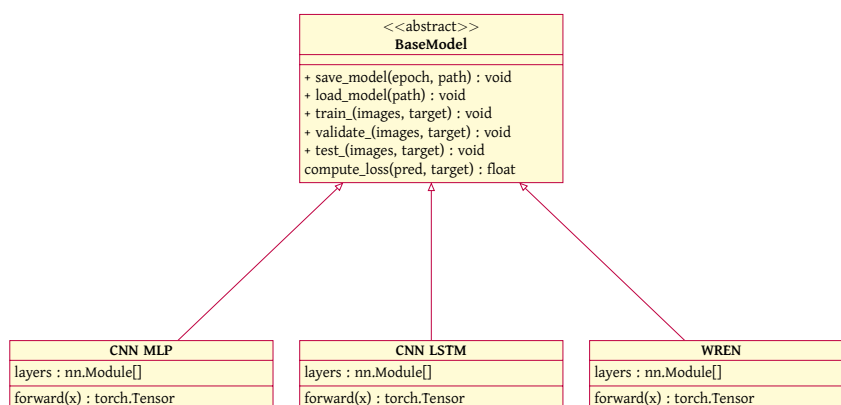 <<abstract>>
BaseModel
+ save_model(epoch, path) : void
+ load_model(path) : void
+ train_(images, target) : void
+ validate_(images, target) : void
+ test_(images, target) : void
compute_loss(pred, target) : float
CNN MLP
layers : nn.Module[]
forward(x) : torch.Tensor
CNN LSTM
layers : nn.Module[]
forward(x) : torch.Tensor
WREN
layers : nn.Module[]
forward(x) : torch.Tensor